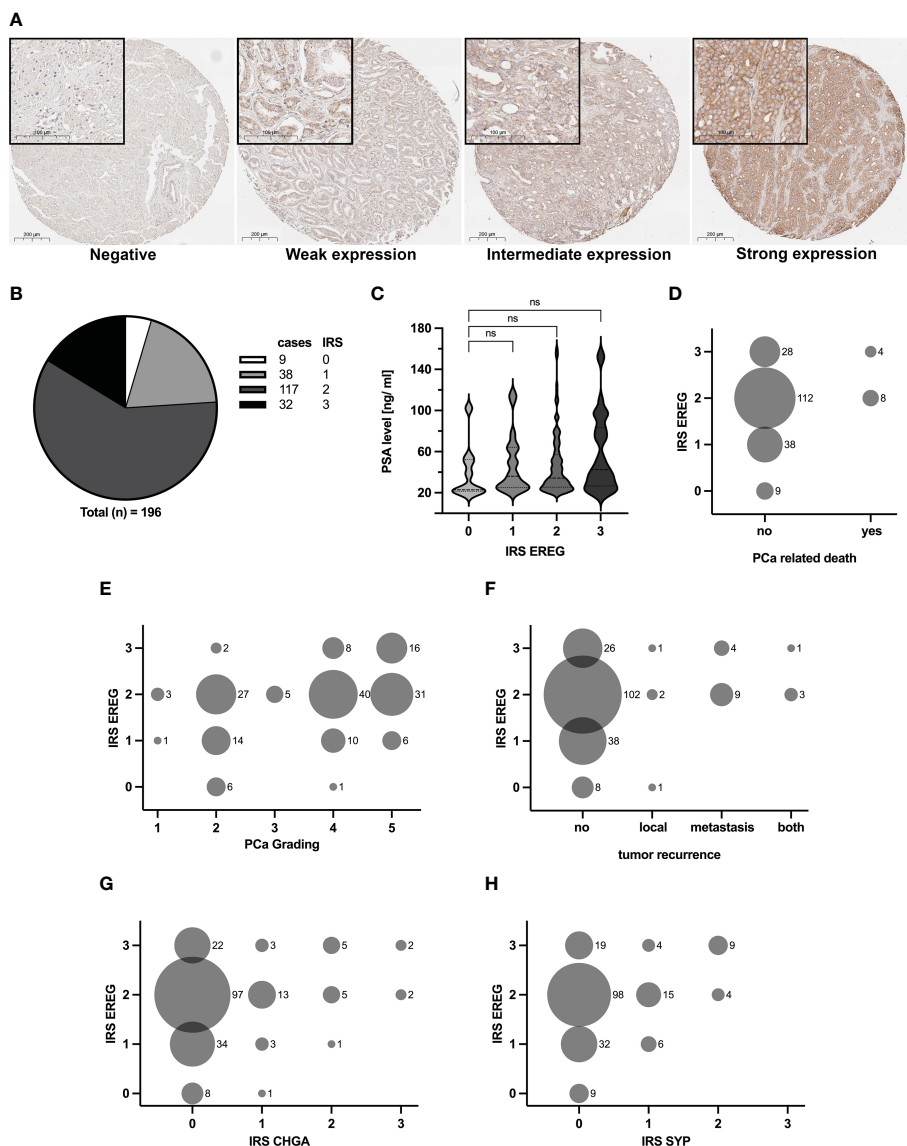 A
100 µm
100 µm
100 µm
100 µm
200 µm
200 µm
200 µm
200 µm
Negative
Weak expression
Intermediate expression
Strong expression
B
cases IRS
9 0
38 1
117 2
32 3
Total (n) = 196
C
ns
ns
ns
180
140
100
60
20
PSA level [ng/ ml]
0 1 2 3
IRS EREG
D
IRS EREG
3 28 4
2 112 8
1 38
0 9
no yes
PCa related death
E
IRS EREG
3 2 8 16
2 3 27 5 40 31
1 1 14 10 6
0 6 1
1 2 3 4 5
PCa Grading
F
IRS EREG
3 26 1 4 1
2 102 2 9 3
1 38
0 8 1
no local metastasis both
tumor recurrence
G
IRS EREG
3 22 3 5 2
2 97 13 5 2
1 34 3 1
0 8 1
0 1 2 3
IRS CHGA
H
IRS EREG
3 19 4 9
2 98 15 4
1 32 6
0 9
0 1 2 3
IRS SYP